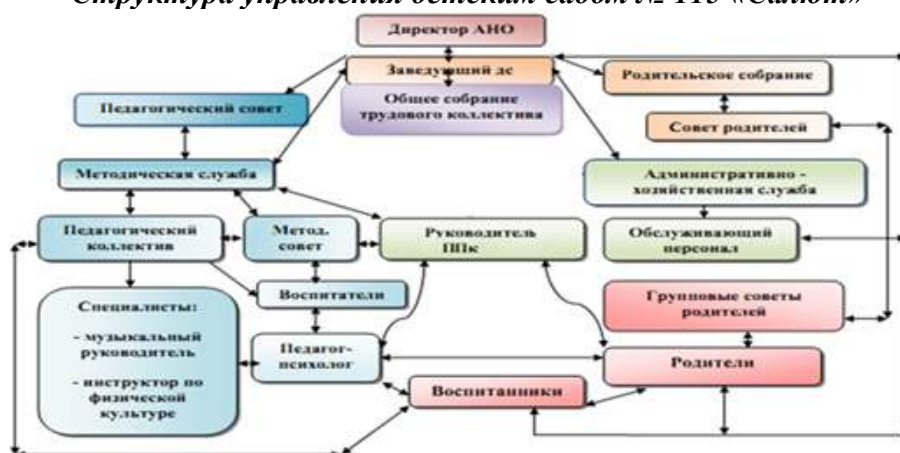 Структура управления детским садом № 115 «Салют»
Директор АНО
Заведующий дс
Общее собрание
трудового коллектива
Родительское собрание
Педагогический совет
Совет родителей
Методическая служба
Административно -
хозяйственная служба
Педагогический
коллектив
Метод.
совет
Руководитель
ППк
Обслуживающий
персонал
Воспитатели
Групповые советы
родителей
Специалисты:
- музыкальный
руководитель
- инструктор по
физической
культуре
Педагог-
психолог
Родители
Воспитанники